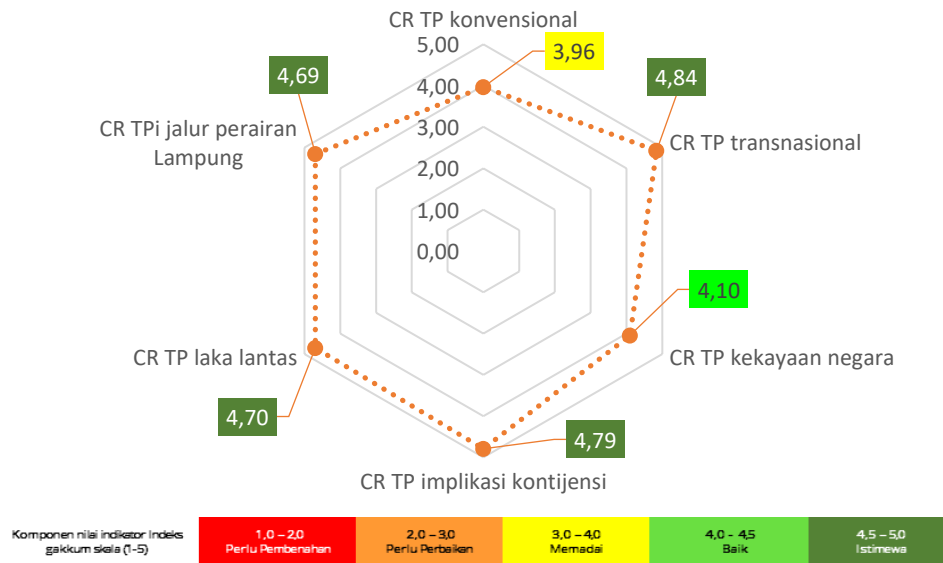 CR TP konvensional
5,00
3,96
4,69
4,84
4,00
CR TPi jalur perairan
Lampung
3,00
CR TP transnasional
2,00
1,00
0,00
4,10
CR TP laka lantas
CR TP kekayaan negara
4,70
4,79
CR TP implikasi kontijensi
Komponen nilai indikator Indeks
gakkum skala (1-5)
1,0 – 2,0
Perlu Pembenahan
2,0 – 3,0
Perlu Perbaikan
3,0 – 4,0
Memadai
4,0 - 4,5
Baik
4,5 – 5,0
Istimewa